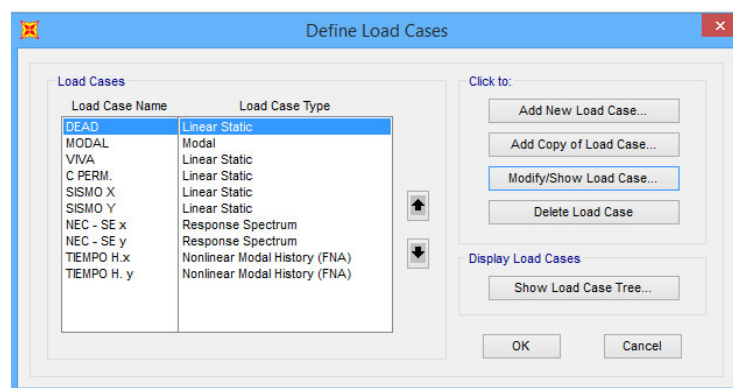 Define Load Cases
Load Cases
Load Case Name Load Case Type
DEAD Linear Static
MODAL Modal
VIVA Linear Static
C PERM. Linear Static
SISMO X Linear Static
SISMO Y Linear Static
NEC - SE x Response Spectrum
NEC - SE y Response Spectrum
TIEMPO H.x Nonlinear Modal History (FNA)
TIEMPO H. y Nonlinear Modal History (FNA)
Click to:
Add New Load Case...
Add Copy of Load Case...
Modify/Show Load Case...
Delete Load Case
Display Load Cases
Show Load Case Tree...
OK Cancel